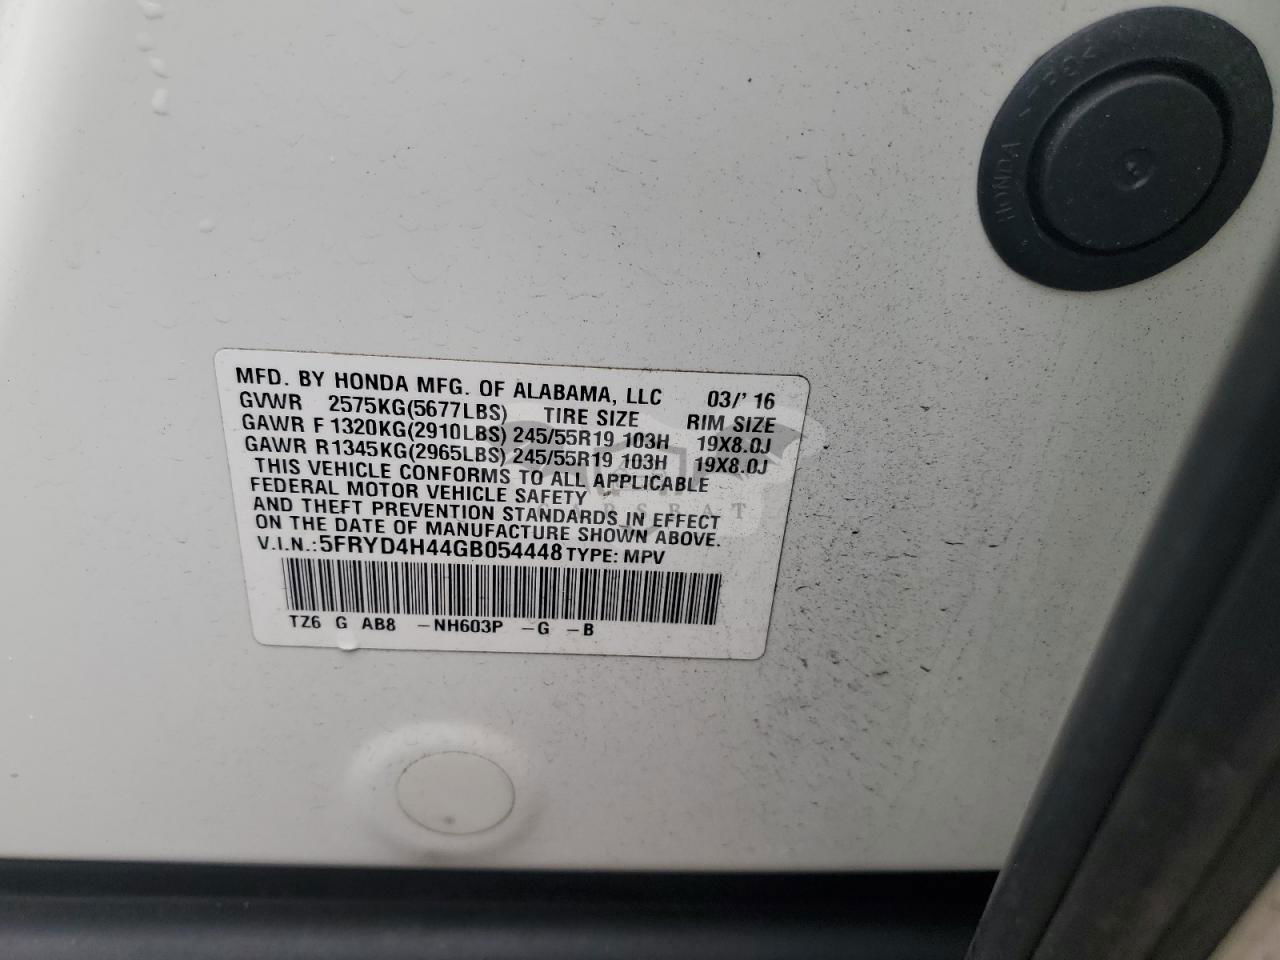 HONDA
MFD. BY HONDA MFG. OF ALABAMA, LLC 03/'16
GVWR 2575KG(5677LBS) TIRE SIZE RIM SIZE
GAWR F 1320KG(2910LBS) 245/55R19 103H 19X8.0J
GAWR R1345KG(2965LBS) 245/55R19 103H 19X8.0J
THIS VEHICLE CONFORMS TO ALL APPLICABLE
FEDERAL MOTOR VEHICLE SAFETY
AND THEFT PREVENTION STANDARDS IN EFFECT
ON THE DATE OF MANUFACTURE SHOWN ABOVE.
V.I.N.:5FRYD4H44GB054448 TYPE: MPV
TZ6 G AB8 -NH603P -G -B
CARSBAT